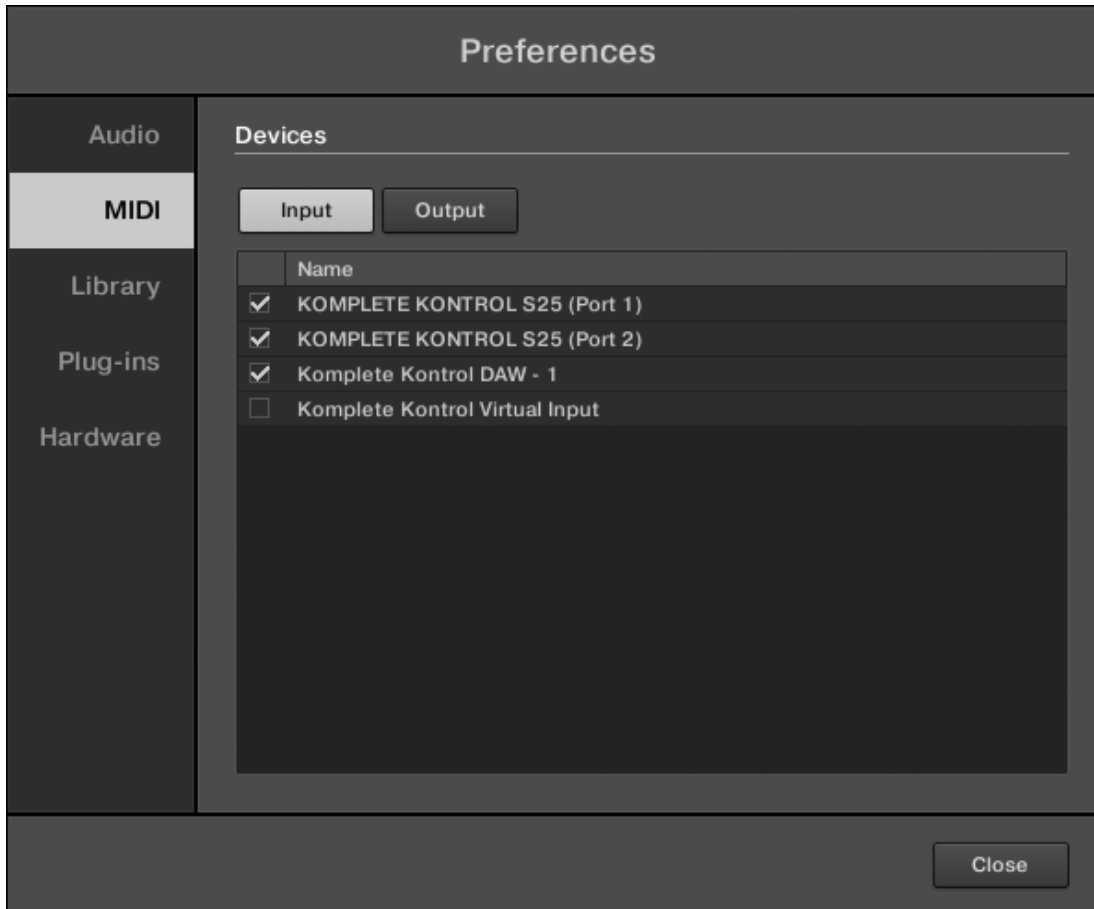 Preferences
Audio
MIDI
Library
Plug-ins
Hardware
Devices
Input Output
Name
KOMPLETE KONTROL S25 (Port 1)
KOMPLETE KONTROL S25 (Port 2)
Komplete Kontrol DAW - 1
Komplete Kontrol Virtual Input
Close